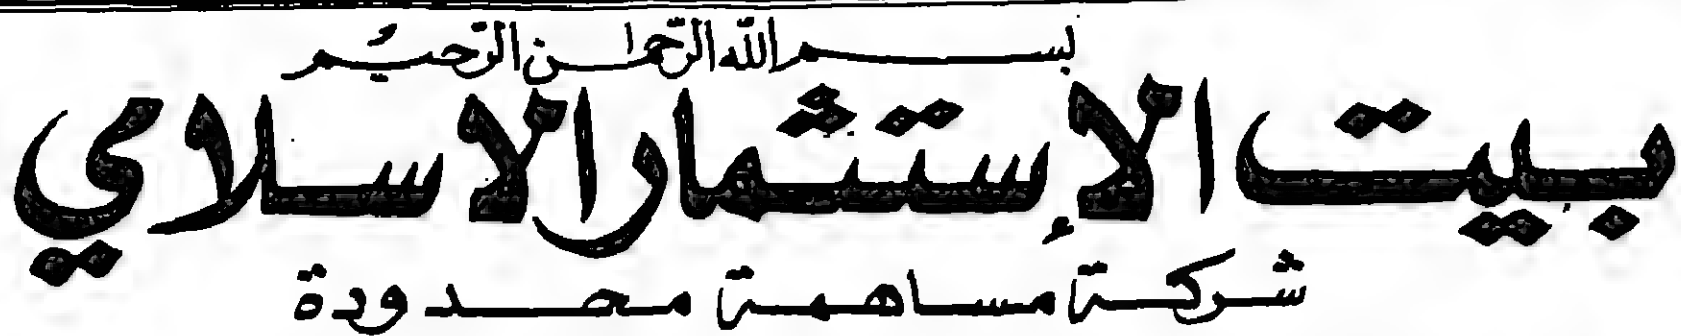 بسم الله الرحمن الرحيم
بيت الإستثمار الاسلامي
شركة مساهمة محدودة